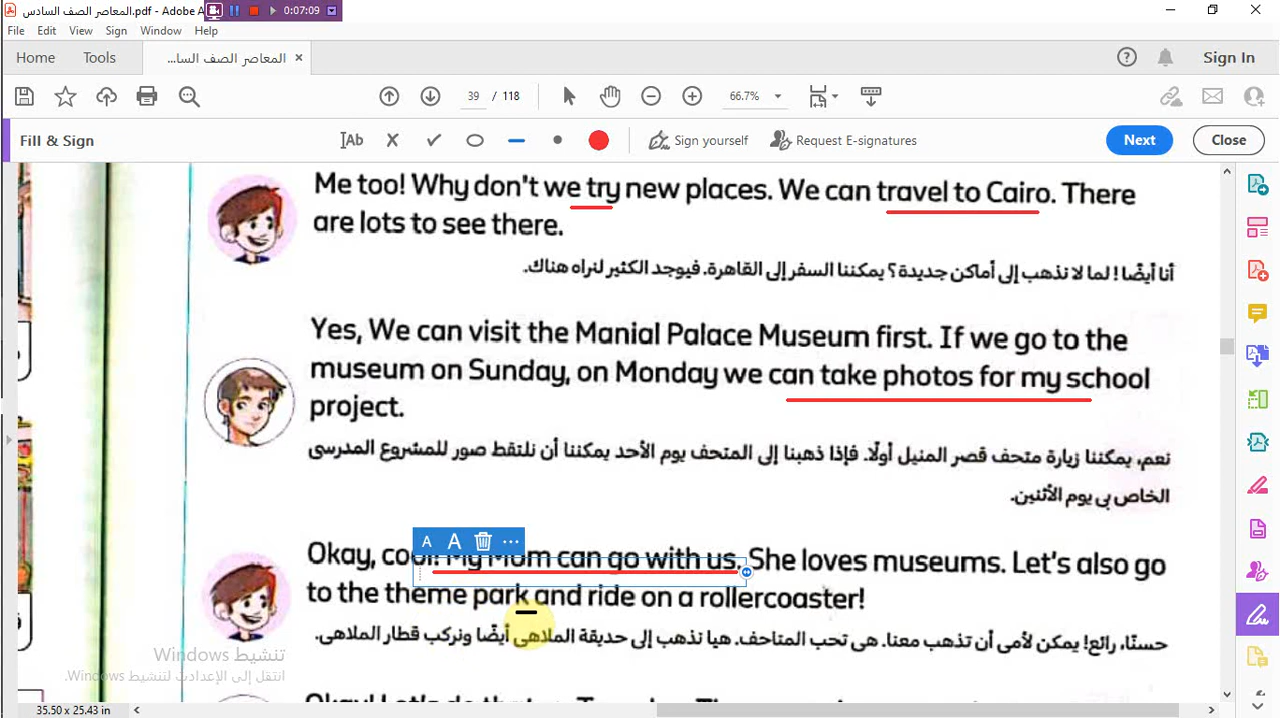 المعاصر الصف السادس.pdf - Adobe A
0:07:09
File Edit View Sign Window Help
Home Tools المعاصر الصف السا... ×
Sign In
39 / 118 66.7%
Fill & Sign
Ab
Sign yourself
Request E-signatures
Next
Close
Me too! Why don't we try new places. We can travel to Cairo. There
are lots to see there.
أنا أيضًا! لما لا نذهب إلى أماكن جديدة؟ يمكننا السفر إلى القاهرة. فيوجد الكثير لنراه هناك.
Yes, We can visit the Manial Palace Museum first. If we go to the
museum on Sunday, on Monday we can take photos for my school
project.
نعم، يمكننا زيارة متحف قصر المنيل أولًا. فإذا ذهبنا إلى المتحف يوم الأحد يمكننا أن نلتقط صور للمشروع المدرسى
الخاص بى يوم الأثنين.
A A ...
Okay, cool! My Mom can go with us. She loves museums. Let's also go
to the theme park and ride on a rollercoaster!
حسنًا، رائع! يمكن لأمى أن تذهب معنا. هى تحب المتاحف. هيا نذهب إلى حديقة الملاهى أيضًا ونركب قطار الملاهى.
تنشيط Windows
انتقل إلى الإعدادات لتنشيط Windows.
35.50 x 25.43 in